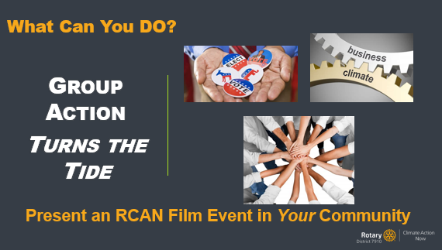 What Can You DO?
GROUP
ACTION
TURNS THE
TIDE
VOTE
business
climate
Present an RCAN Film Event in Your Community
Rotary
Climate Action
Now